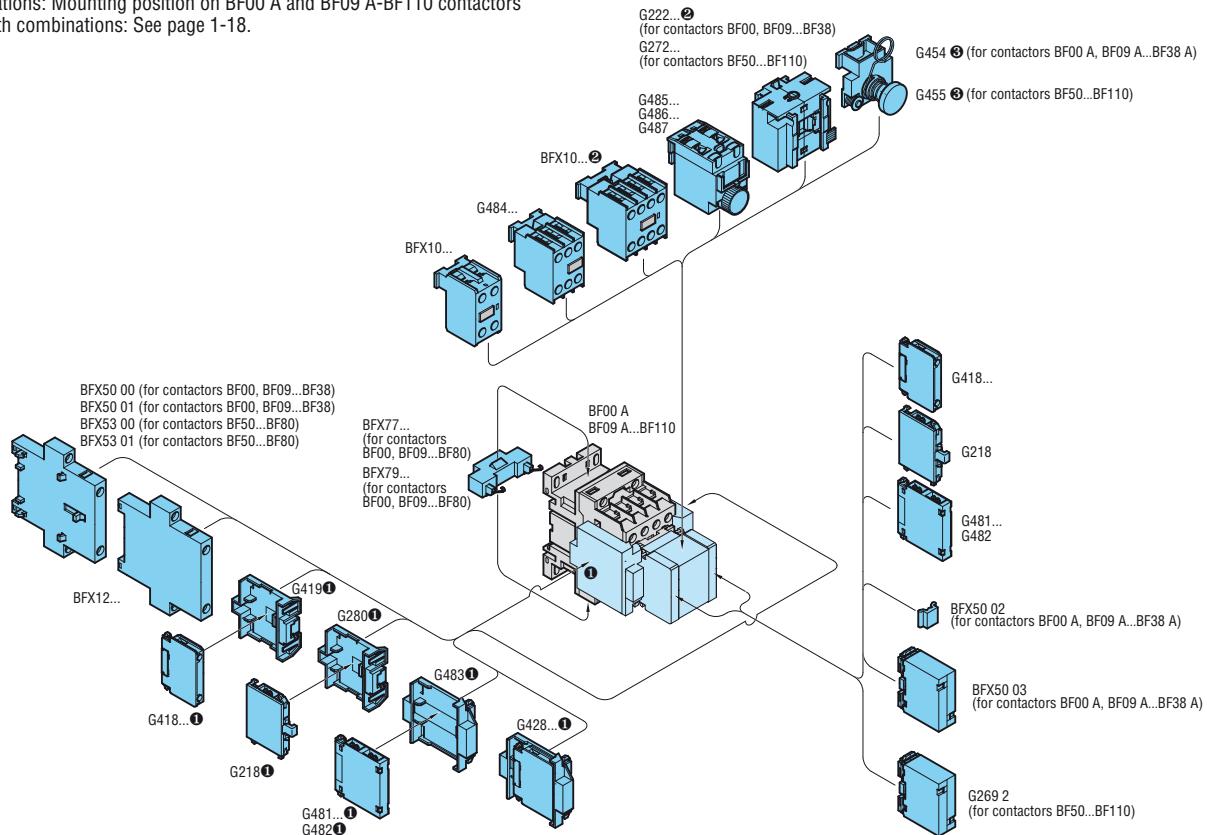 ations: Mounting position on BF00 A and BF09 A-BF110 contactors
th combinations: See page 1-18.
G222...❷
(for contactors BF00, BF09...BF38)
G272...
(for contactors BF50...BF110)
G454 ❸ (for contactors BF00 A, BF09 A...BF38 A)
G455 ❸ (for contactors BF50...BF110)
G485...
G486...
G487
BFX10...❷
G484...
BFX10...
BFX50 00 (for contactors BF00, BF09...BF38)
BFX50 01 (for contactors BF00, BF09...BF38)
BFX53 00 (for contactors BF50...BF80)
BFX53 01 (for contactors BF50...BF80)
BFX77...
(for contactors
BF00, BF09...BF80)
BFX79...
(for contactors
BF00, BF09...BF80)
BF00 A
BF09 A...BF110
❶
G418...
G218
G481...
G482
BFX50 02
(for contactors BF00 A, BF09 A...BF38 A)
BFX50 03
(for contactors BF00 A, BF09 A...BF38 A)
G269 2
(for contactors BF50...BF110)
BFX12...
G419❶
G280❶
G483❶
G428...❶
G418...❶
G218❶
G481...❶
G482❶